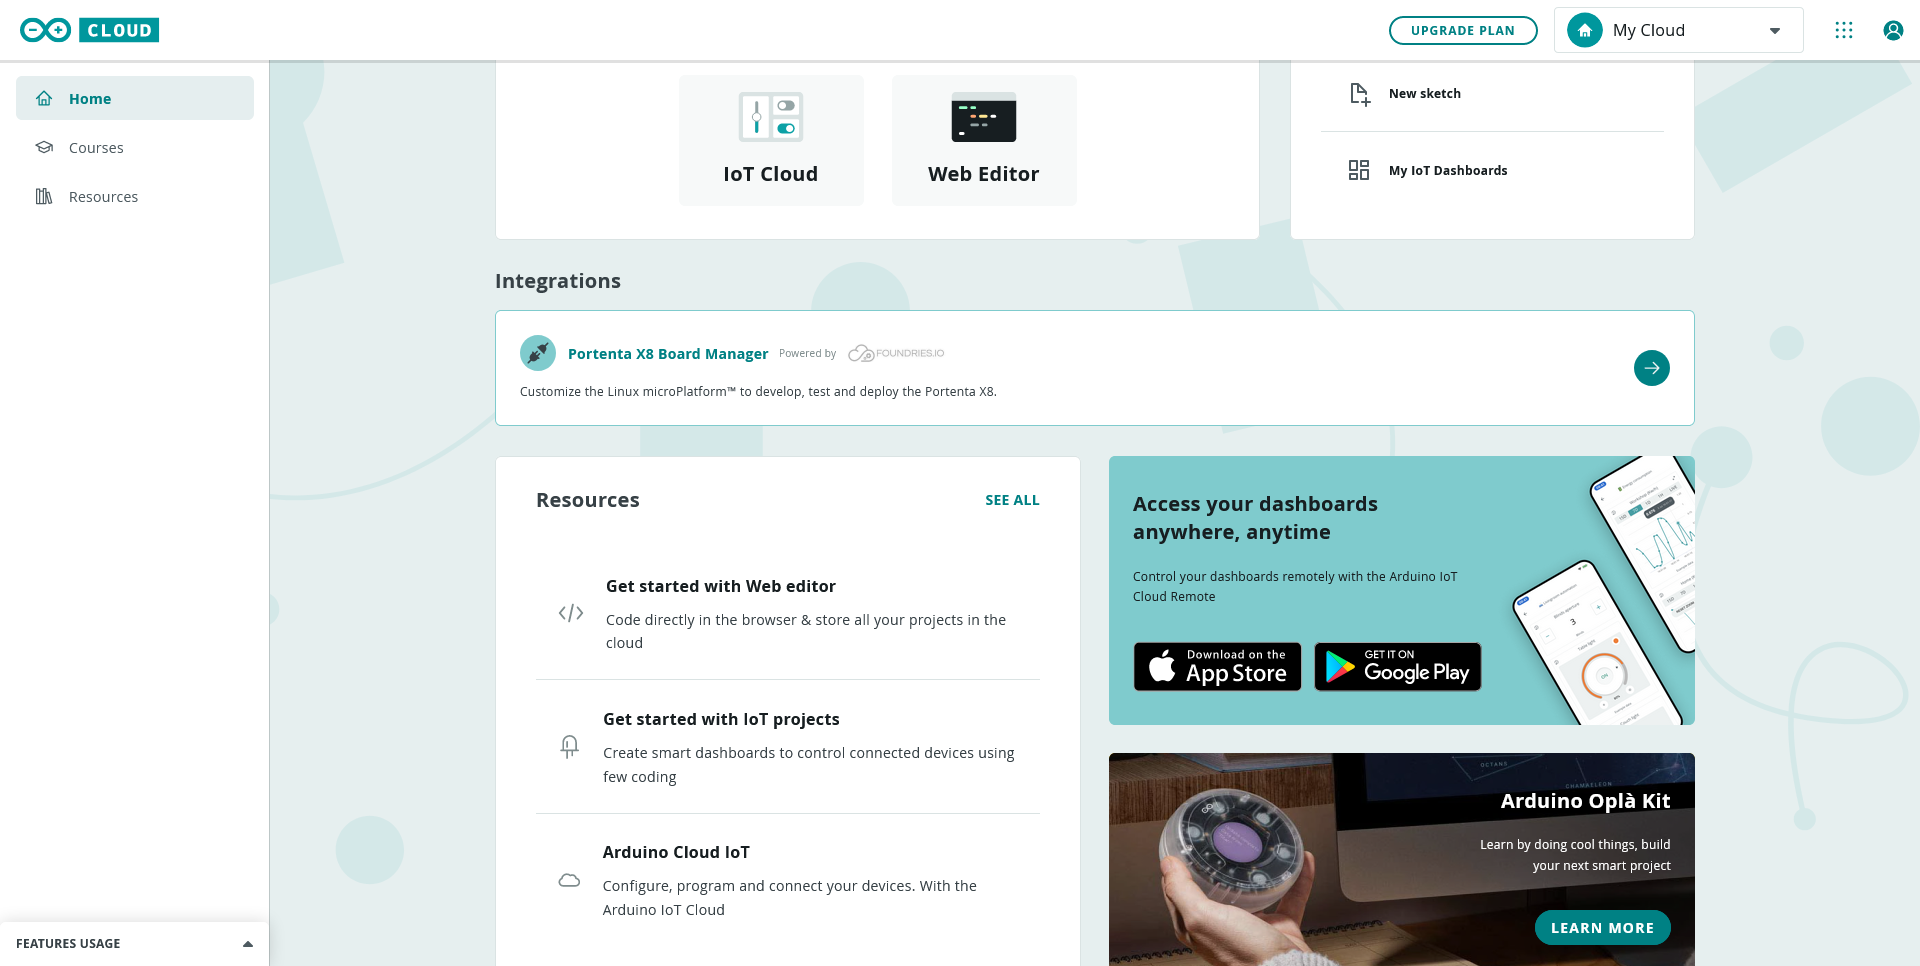 CLOUD
UPGRADE PLAN
My Cloud
Home
Courses
Resources
IoT Cloud
Web Editor
New sketch
My IoT Dashboards
Integrations
Portenta X8 Board Manager
Powered by
FOUNDRIES.IO
Customize the Linux microPlatform™ to develop, test and deploy the Portenta X8.
Resources
SEE ALL
Get started with Web editor
Code directly in the browser & store all your projects in the
cloud
Get started with IoT projects
Create smart dashboards to control connected devices using
few coding
Arduino Cloud IoT
Configure, program and connect your devices. With the
Arduino IoT Cloud
Access your dashboards
anywhere, anytime
Control your dashboards remotely with the Arduino IoT
Cloud Remote
Download on the
App Store
GET IT ON
Google Play
3
OCTANS
CHAMAELEON
Arduino Oplà Kit
Learn by doing cool things, build
your next smart project
LEARN MORE
FEATURES USAGE